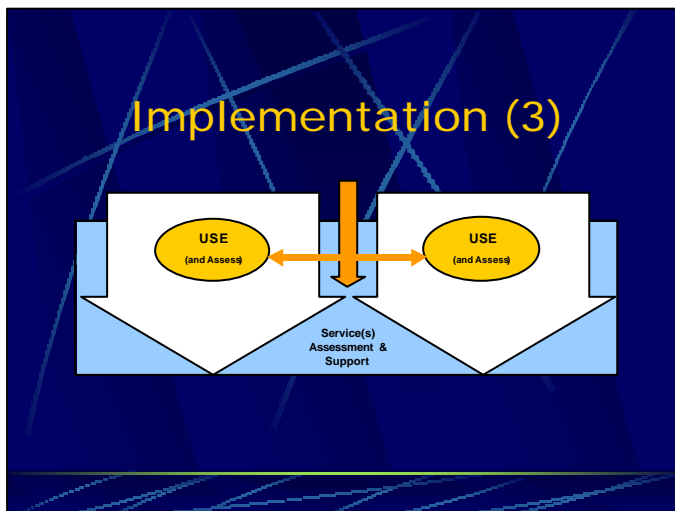 Implementation (3)
USE
(and Assess)
USE
(and Assess)
Service(s)
Assessment &
Support